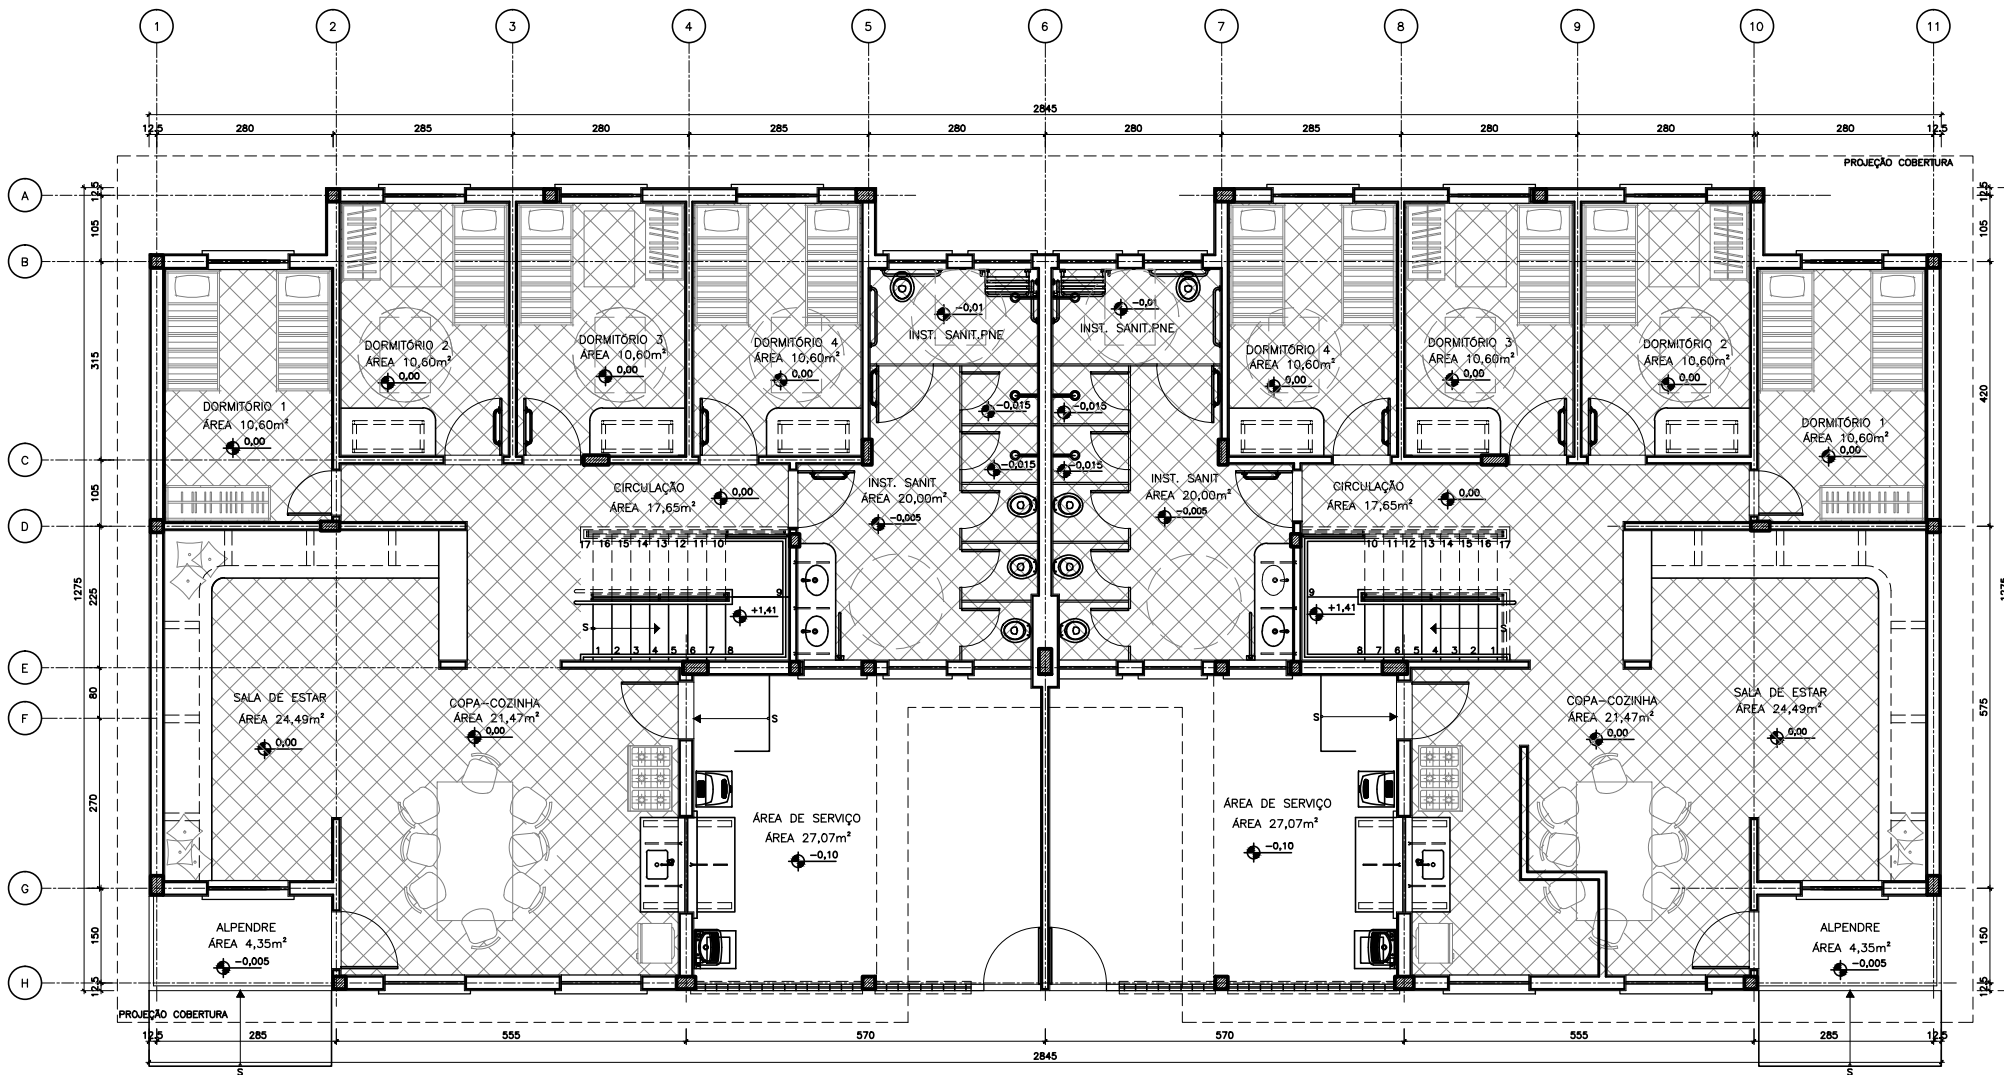 1 2 3 4 5 6 7 8 9 10 11
2845
12.5 280 285 280 285 280 280 285 280 280 280 12.5
PROJEÇÃO COBERTURA
A
B
C
D
E
F
G
H
12.5
105
315
105
225
80
270
150
12.5
1275
12.5
105
420
575
150
12.5
1275
DORMITÓRIO 1
ÁREA 10,60m²
0,00
DORMITÓRIO 2
ÁREA 10,60m²
0,00
DORMITÓRIO 3
ÁREA 10,60m²
0,00
DORMITÓRIO 4
ÁREA 10,60m²
0,00
-0,01
INST. SANIT.PNE
-0,015
-0,015
-0,01
INST. SANIT.PNE
-0,015
-0,015
DORMITÓRIO 4
ÁREA 10,60m²
0,00
DORMITÓRIO 3
ÁREA 10,60m²
0,00
DORMITÓRIO 2
ÁREA 10,60m²
0,00
DORMITÓRIO 1
ÁREA 10,60m²
0,00
CIRCULAÇÃO
ÁREA 17,65m²
0,00
INST. SANIT
ÁREA 20,00m²
-0,005
INST. SANIT
ÁREA 20,00m²
-0,005
CIRCULAÇÃO
ÁREA 17,65m²
0,00
17 16 15 14 13 12 11 10
9
+1,41
S
1 2 3 4 5 6 7 8
10 11 12 13 14 15 16 17
9
+1,41
S
8 7 6 5 4 3 2 1
SALA DE ESTAR
ÁREA 24,49m²
0,00
COPA-COZINHA
ÁREA 21,47m²
0,00
S
ÁREA DE SERVIÇO
ÁREA 27,07m²
-0,10
S
ÁREA DE SERVIÇO
ÁREA 27,07m²
-0,10
COPA-COZINHA
ÁREA 21,47m²
0,00
SALA DE ESTAR
ÁREA 24,49m²
0,00
ALPENDRE
ÁREA 4,35m²
-0,005
ALPENDRE
ÁREA 4,35m²
-0,005
PROJEÇÃO COBERTURA
12.5 285 555 570 570 555 285 12.5
2845
S
S